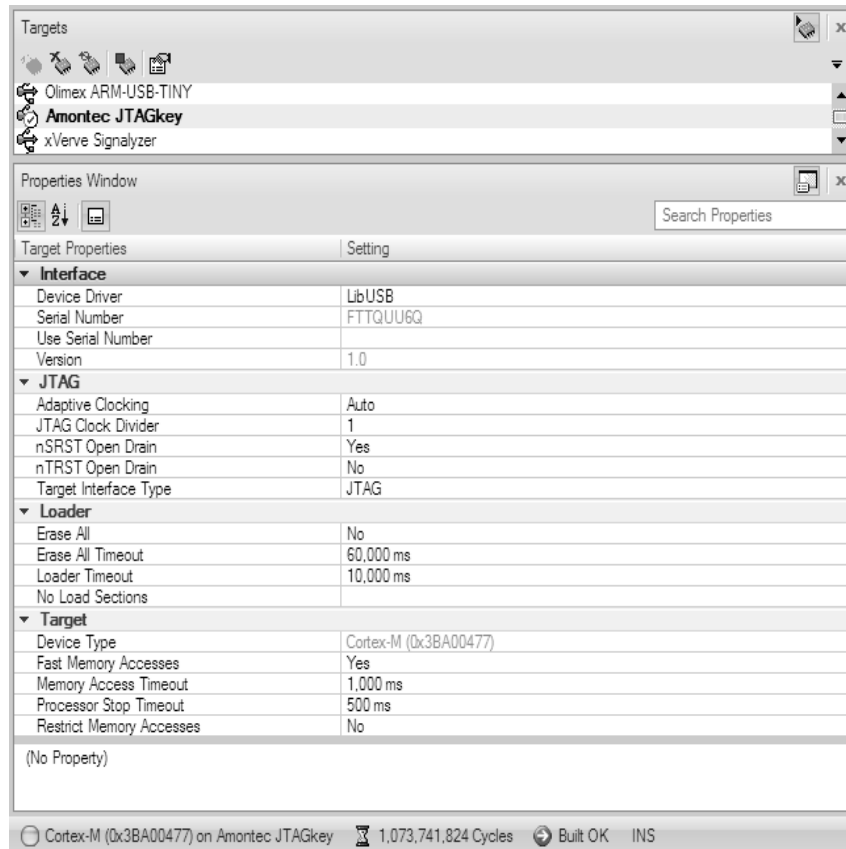 Targets
Olimex ARM-USB-TINY
Amontec JTAGkey
xVerve Signalyzer
Properties Window
Search Properties
Target Properties Setting
Interface
Device Driver LibUSB
Serial Number FTTQUU6Q
Use Serial Number
Version 1.0
JTAG
Adaptive Clocking Auto
JTAG Clock Divider 1
nSRST Open Drain Yes
nTRST Open Drain No
Target Interface Type JTAG
Loader
Erase All No
Erase All Timeout 60,000 ms
Loader Timeout 10,000 ms
No Load Sections
Target
Device Type Cortex-M (0x3BA00477)
Fast Memory Accesses Yes
Memory Access Timeout 1,000 ms
Processor Stop Timeout 500 ms
Restrict Memory Accesses No
(No Property)
Cortex-M (0x3BA00477) on Amontec JTAGkey 1,073,741,824 Cycles Built OK INS